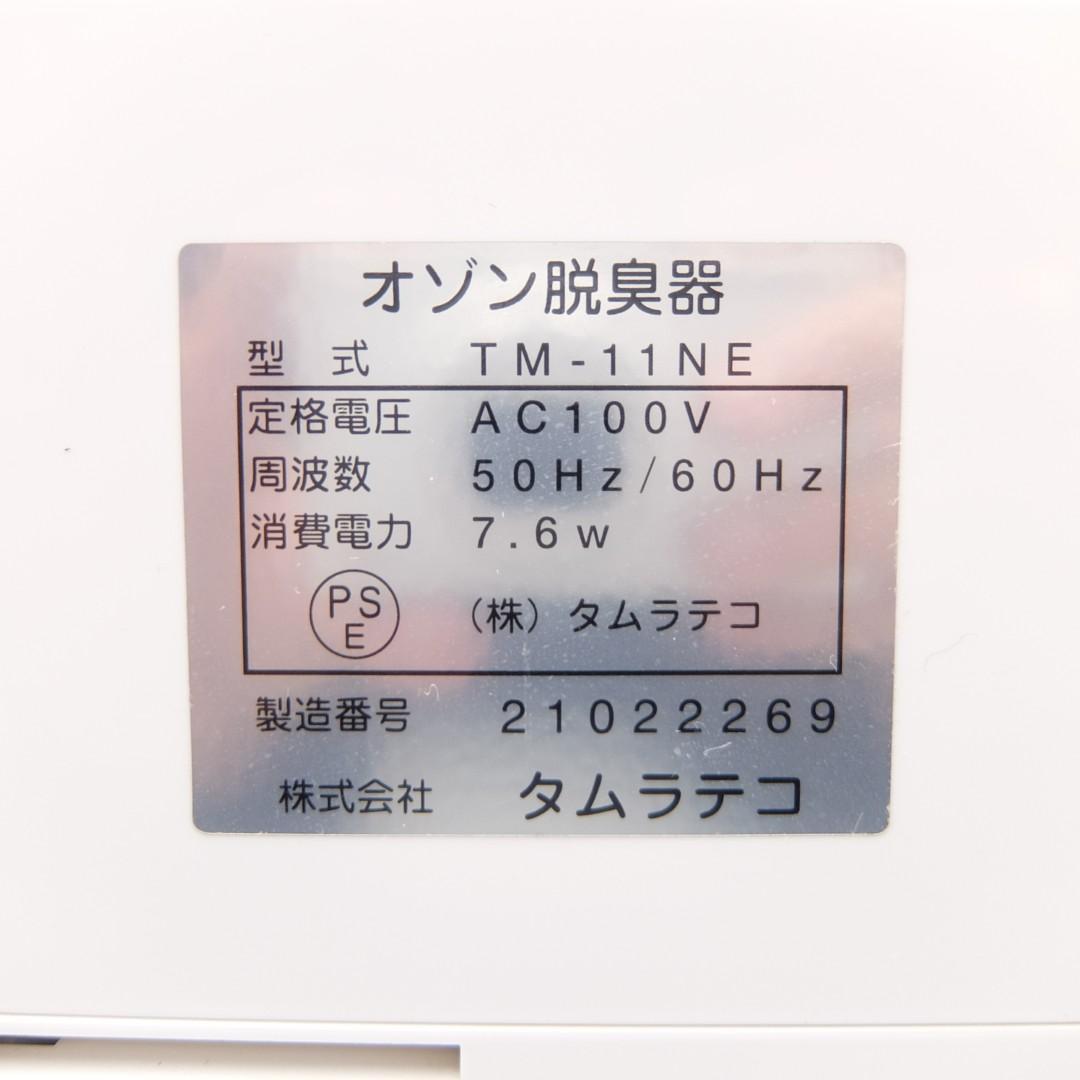 オゾン脱臭器
型 式 TM-11NE
定格電圧 AC100V
周波数 50Hz/60Hz
消費電力 7.6w
PS
E
(株) タムラテコ
製造番号 21022269
株式会社 タムラテコ